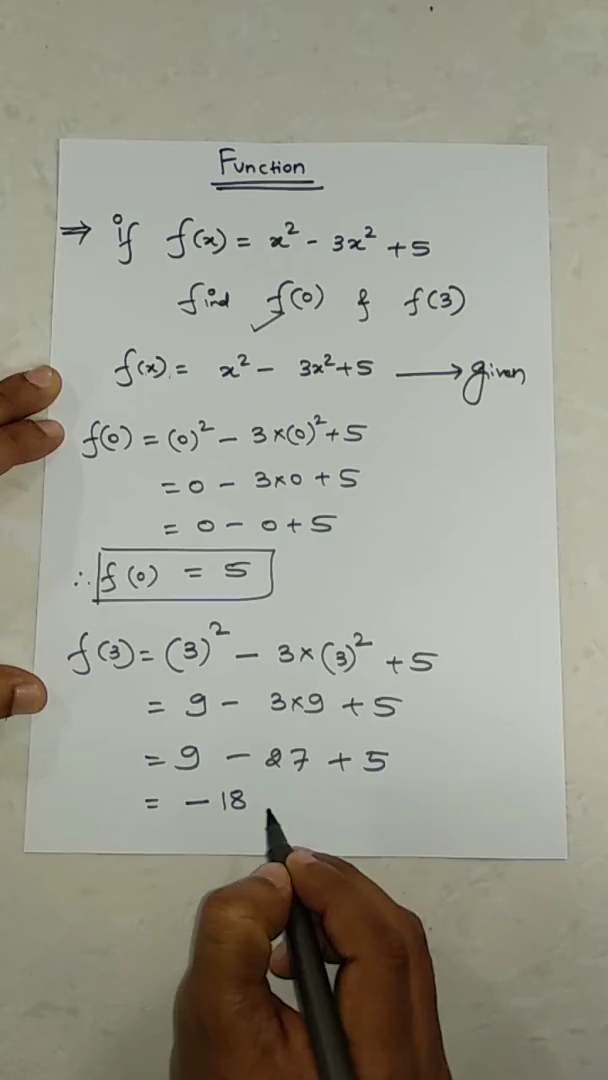 Function
⇒ if f(x) = x² - 3x² + 5
find f(0) & f(3)
f(x) = x² - 3x² + 5 ⟶ given
f(0) = (0)² - 3×(0)² + 5
= 0 - 3×0 + 5
= 0 - 0 + 5
∴ f(0) = 5
f(3) = (3)² - 3×(3)² + 5
= 9 - 3×9 + 5
= 9 - 27 + 5
= - 18